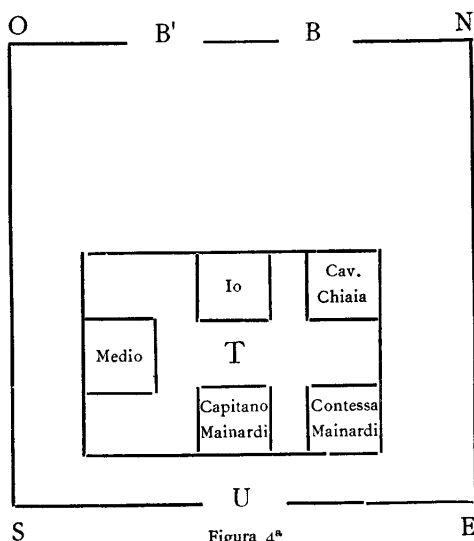 O B' B N
Io
Cav.
Chiaia
Medio
T
Capitano
Mainardi
Contessa
Mainardi
U
S E
Figura 4ª